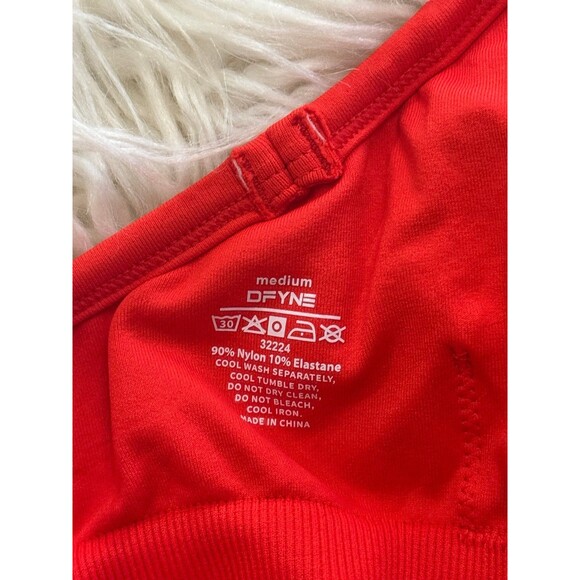 medium
DFYNE
30
32224
90% Nylon 10% Elastane
COOL WASH SEPARATELY,
COOL TUMBLE DRY.
DO NOT DRY CLEAN,
DO NOT BLEACH,
COOL IRON.
MADE IN CHINA